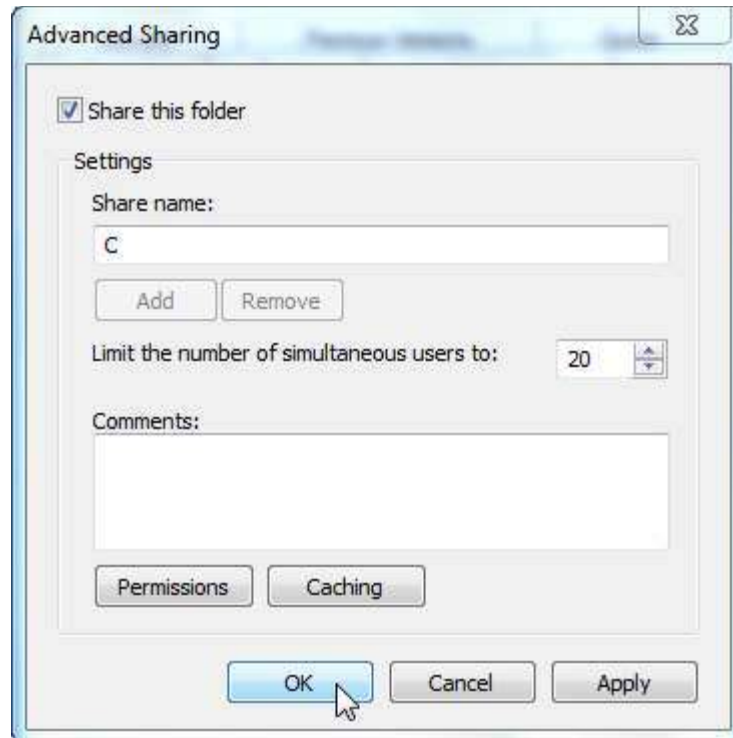 Advanced Sharing
Share this folder
Settings
Share name:
C
Add Remove
Limit the number of simultaneous users to: 20
Comments:
Permissions Caching
OK Cancel Apply